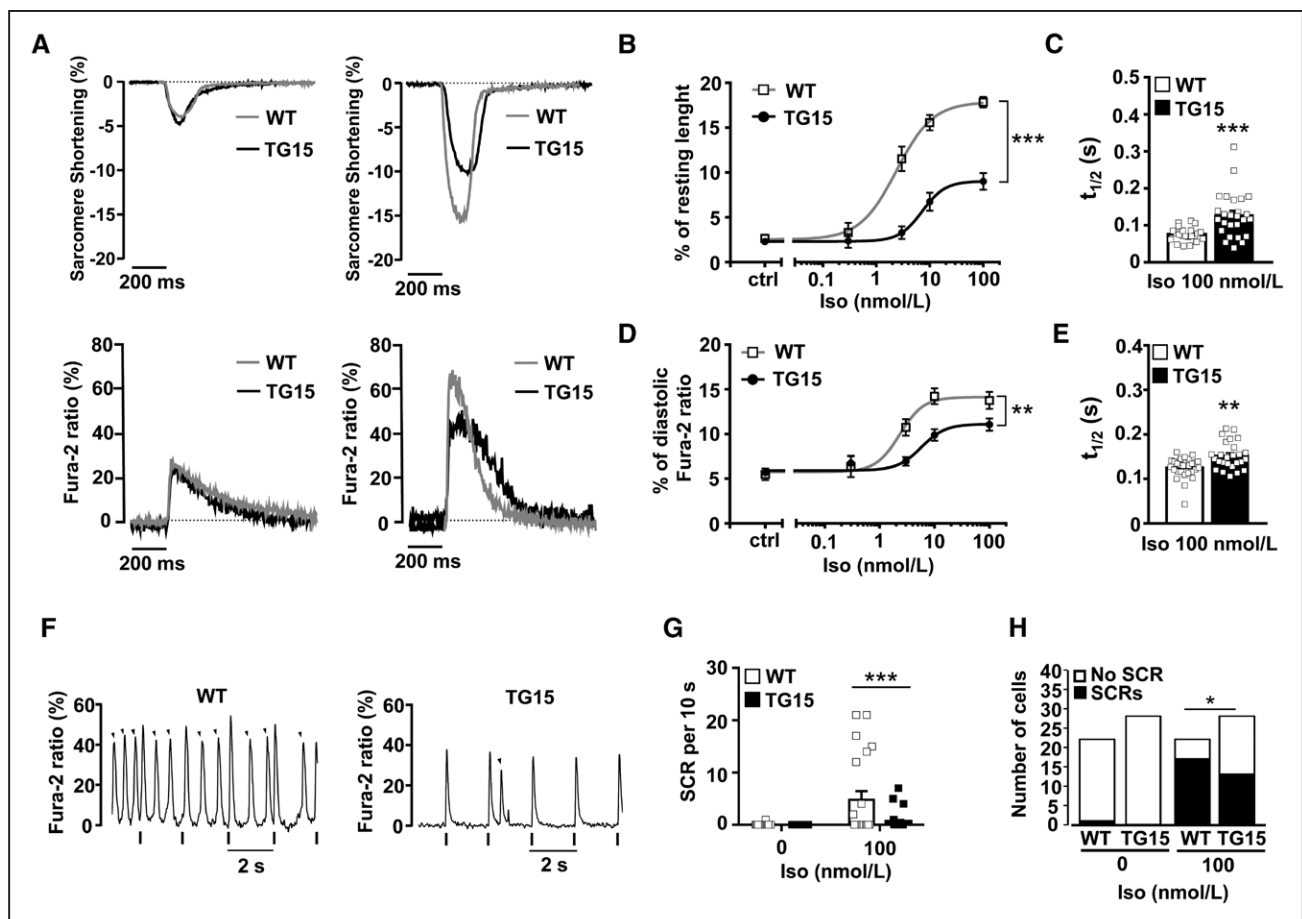 A
Sarcomere Shortening (%)
0
-5
-10
-15
-20
WT
TG15
200 ms
Sarcomere Shortening (%)
0
-5
-10
-15
-20
WT
TG15
200 ms
Fura-2 ratio (%)
80
60
40
20
0
WT
TG15
200 ms
Fura-2 ratio (%)
80
60
40
20
0
WT
TG15
200 ms
B
% of resting lenght
20
15
10
5
0
WT
TG15
***
ctrl 0.1 1 10 100
Iso (nmol/L)
C
t1/2 (s)
0.5
0.4
0.3
0.2
0.1
0
WT
TG15
***
Iso 100 nmol/L
D
% of diastolic
Fura-2 ratio
20
15
10
5
0
WT
TG15
**
ctrl 0.1 1 10 100
Iso (nmol/L)
E
t1/2 (s)
0.4
0.3
0.2
0.1
0
WT
TG15
**
Iso 100 nmol/L
F
WT
Fura-2 ratio (%)
60
40
20
0
2 s
TG15
Fura-2 ratio (%)
60
40
20
0
2 s
G
SCR per 10 s
30
20
10
0
WT
TG15
***
0 100
Iso (nmol/L)
H
Number of cells
40
35
30
25
20
15
10
5
0
No SCR
SCRs
*
WT TG15 WT TG15
0 100
Iso (nmol/L)